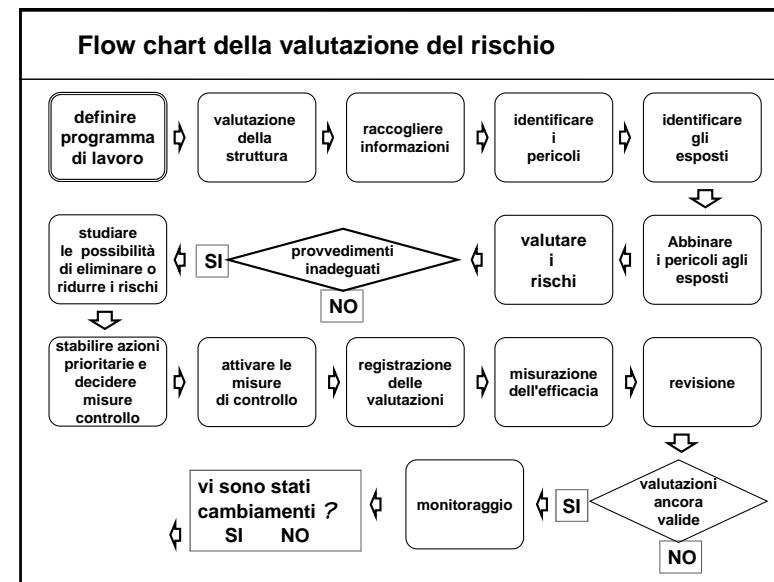 Flow chart della valutazione del rischio
definire
programma
di lavoro
valutazione
della
struttura
raccogliere
informazioni
identificare
i
pericoli
identificare
gli
esposti
studiare
le possibilità
di eliminare o
ridurre i rischi
SI
provvedimenti
inadeguati
NO
valutare
i
rischi
Abbinare
i pericoli agli
esposti
stabilire azioni
prioritarie e
decidere
misure
controllo
attivare le
misure
di controllo
registrazione
delle
valutazioni
misurazione
dell'efficacia
revisione
vi sono stati
cambiamenti ?
SI NO
monitoraggio
SI
valutazioni
ancora
valide
NO